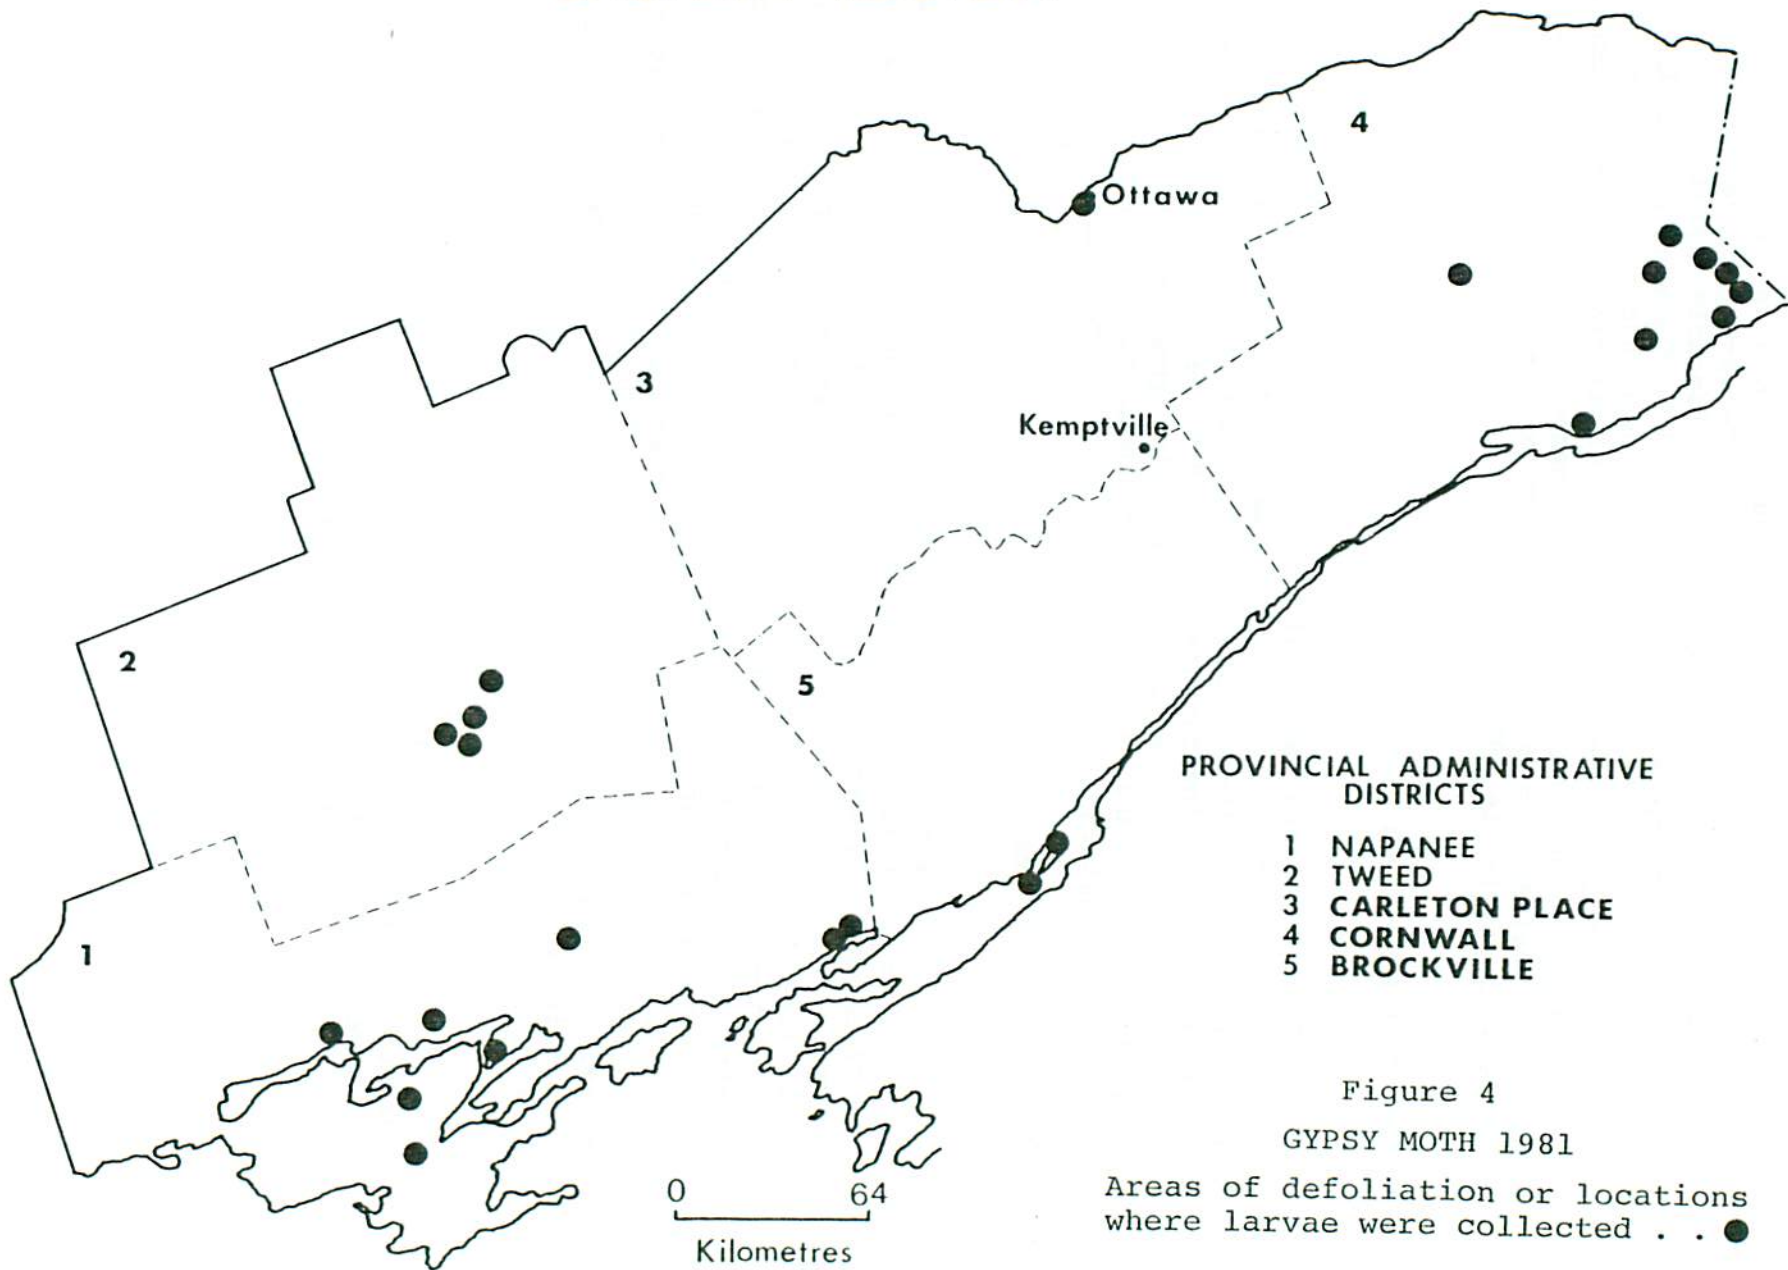 4
Ottawa
3
Kemptville
2
5
1
PROVINCIAL ADMINISTRATIVE
DISTRICTS
1 NAPANEE
2 TWEED
3 CARLETON PLACE
4 CORNWALL
5 BROCKVILLE
0 64
Kilometres
Figure 4
GYPSY MOTH 1981
Areas of defoliation or locations
where larvae were collected . . ●